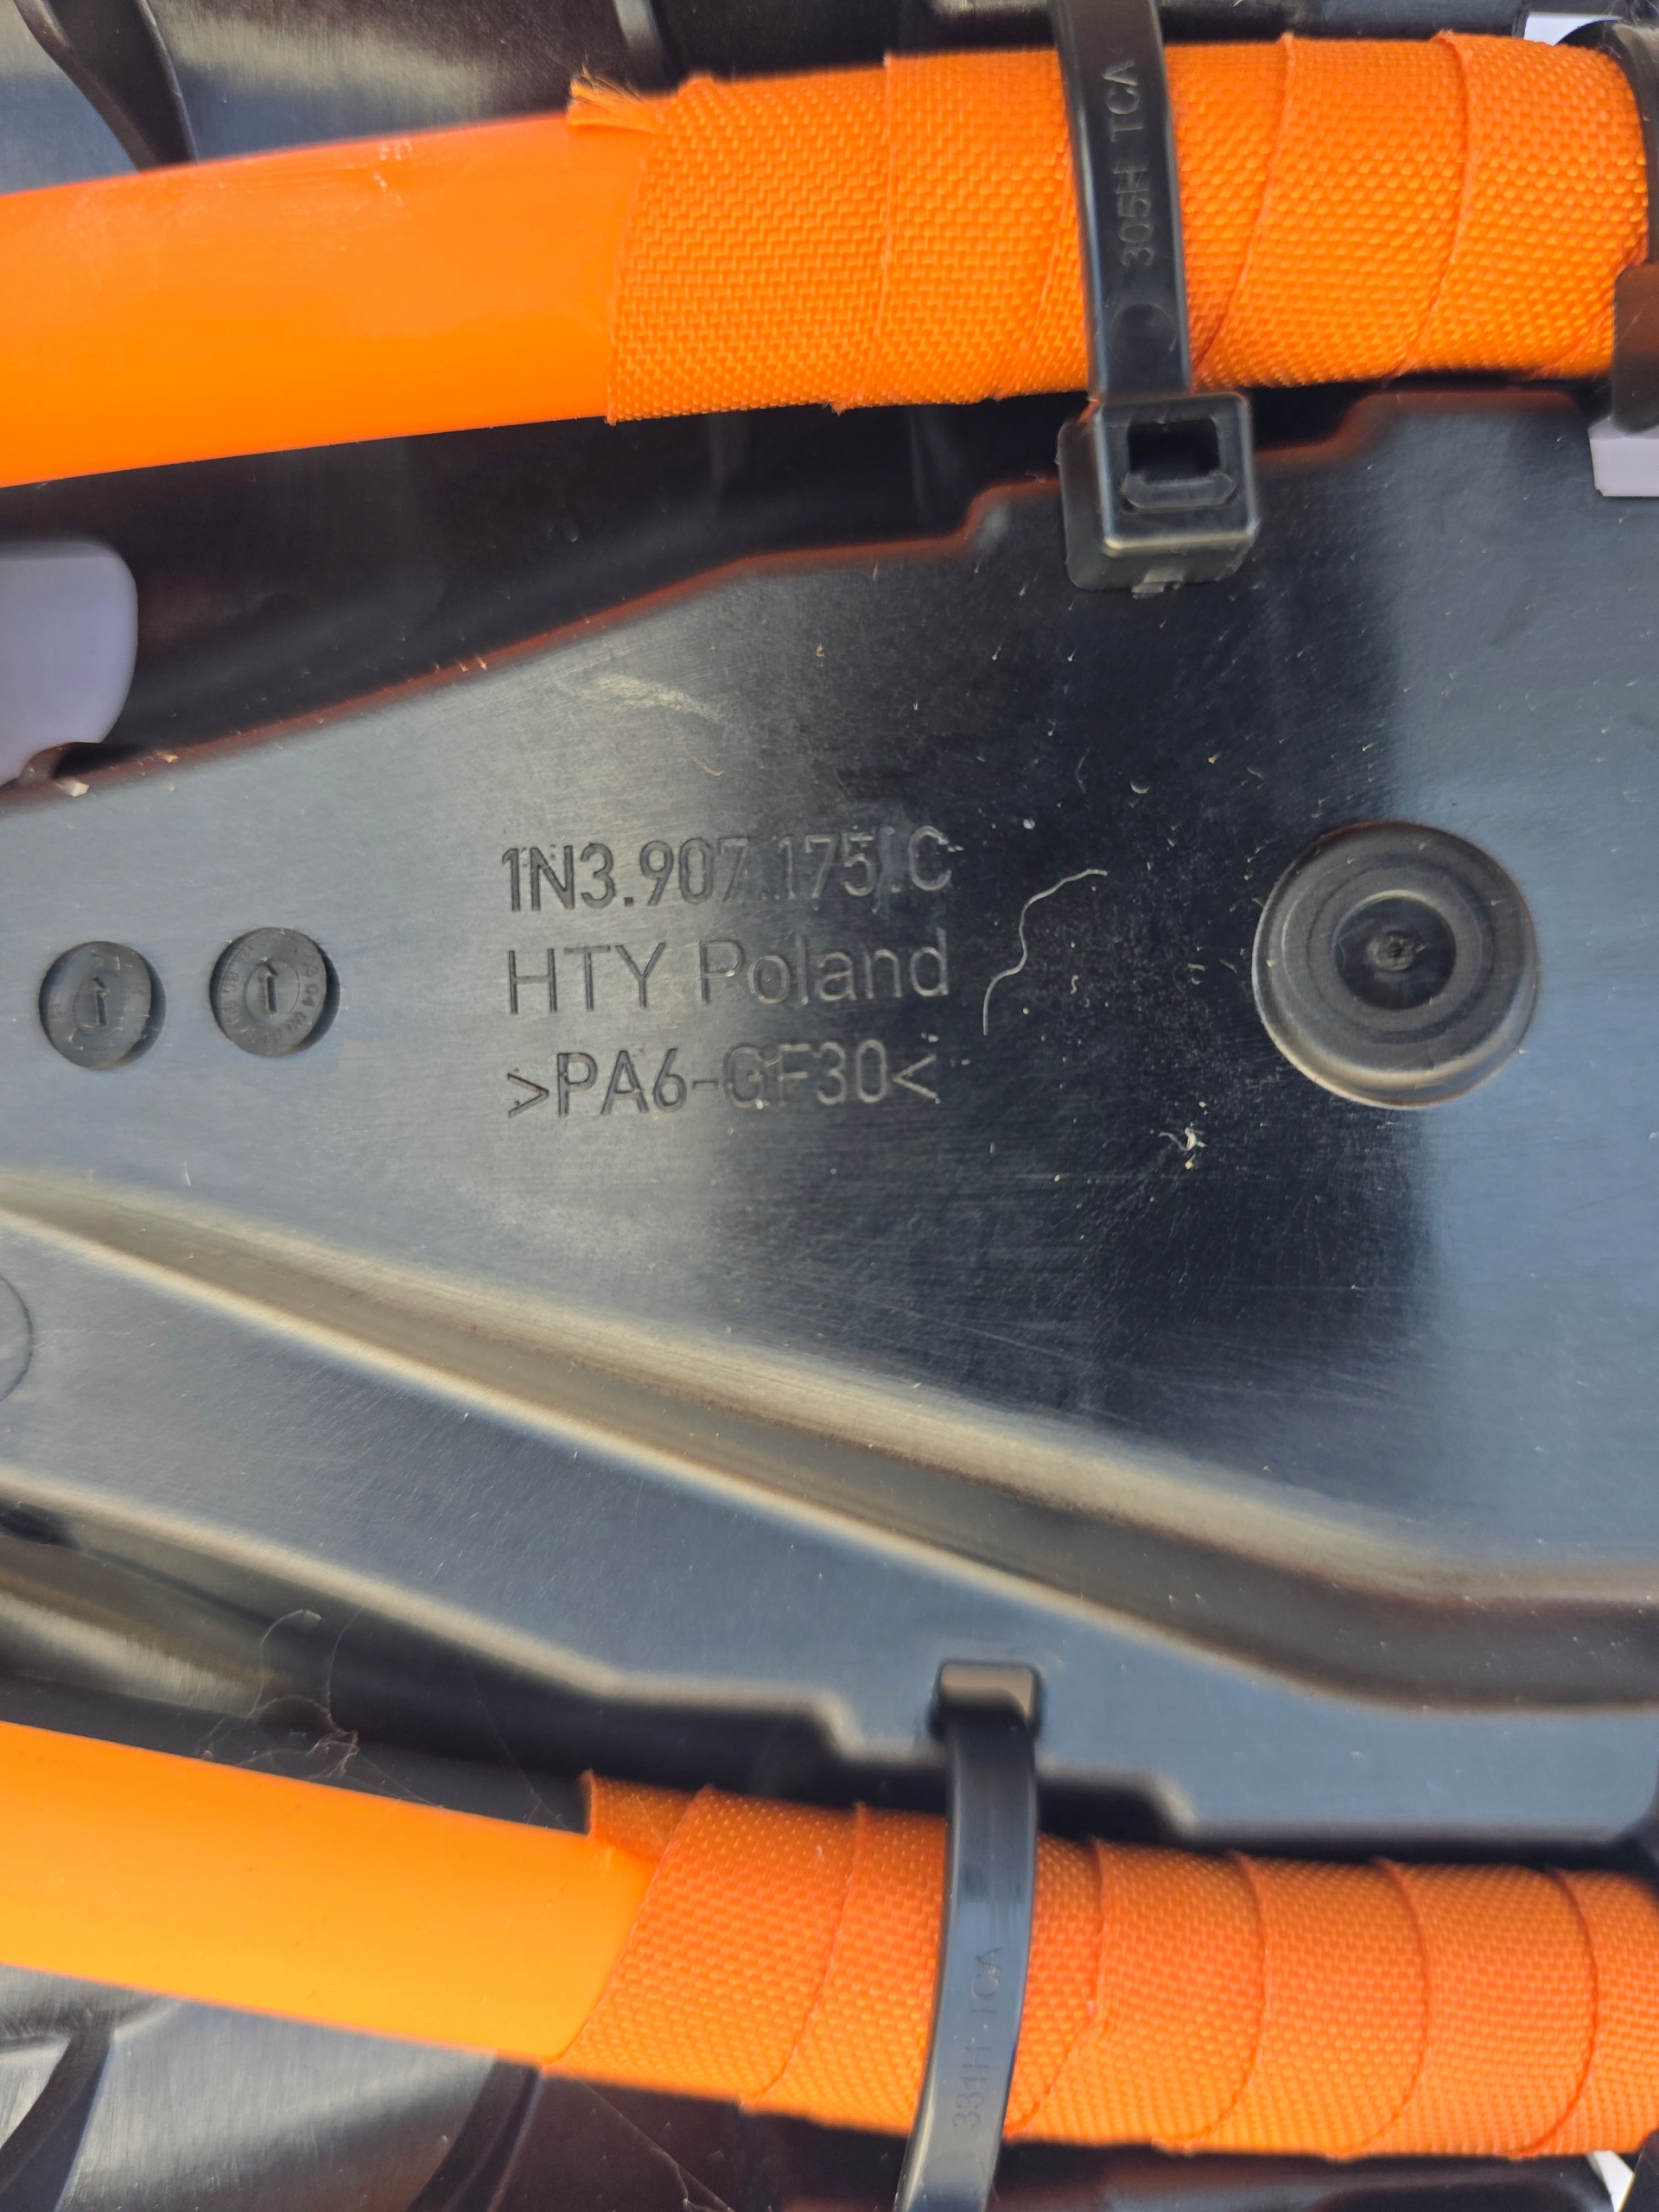 305H TCA
1N3.907.175.C
HTY Poland
>PA6-GF30<
331H TCA